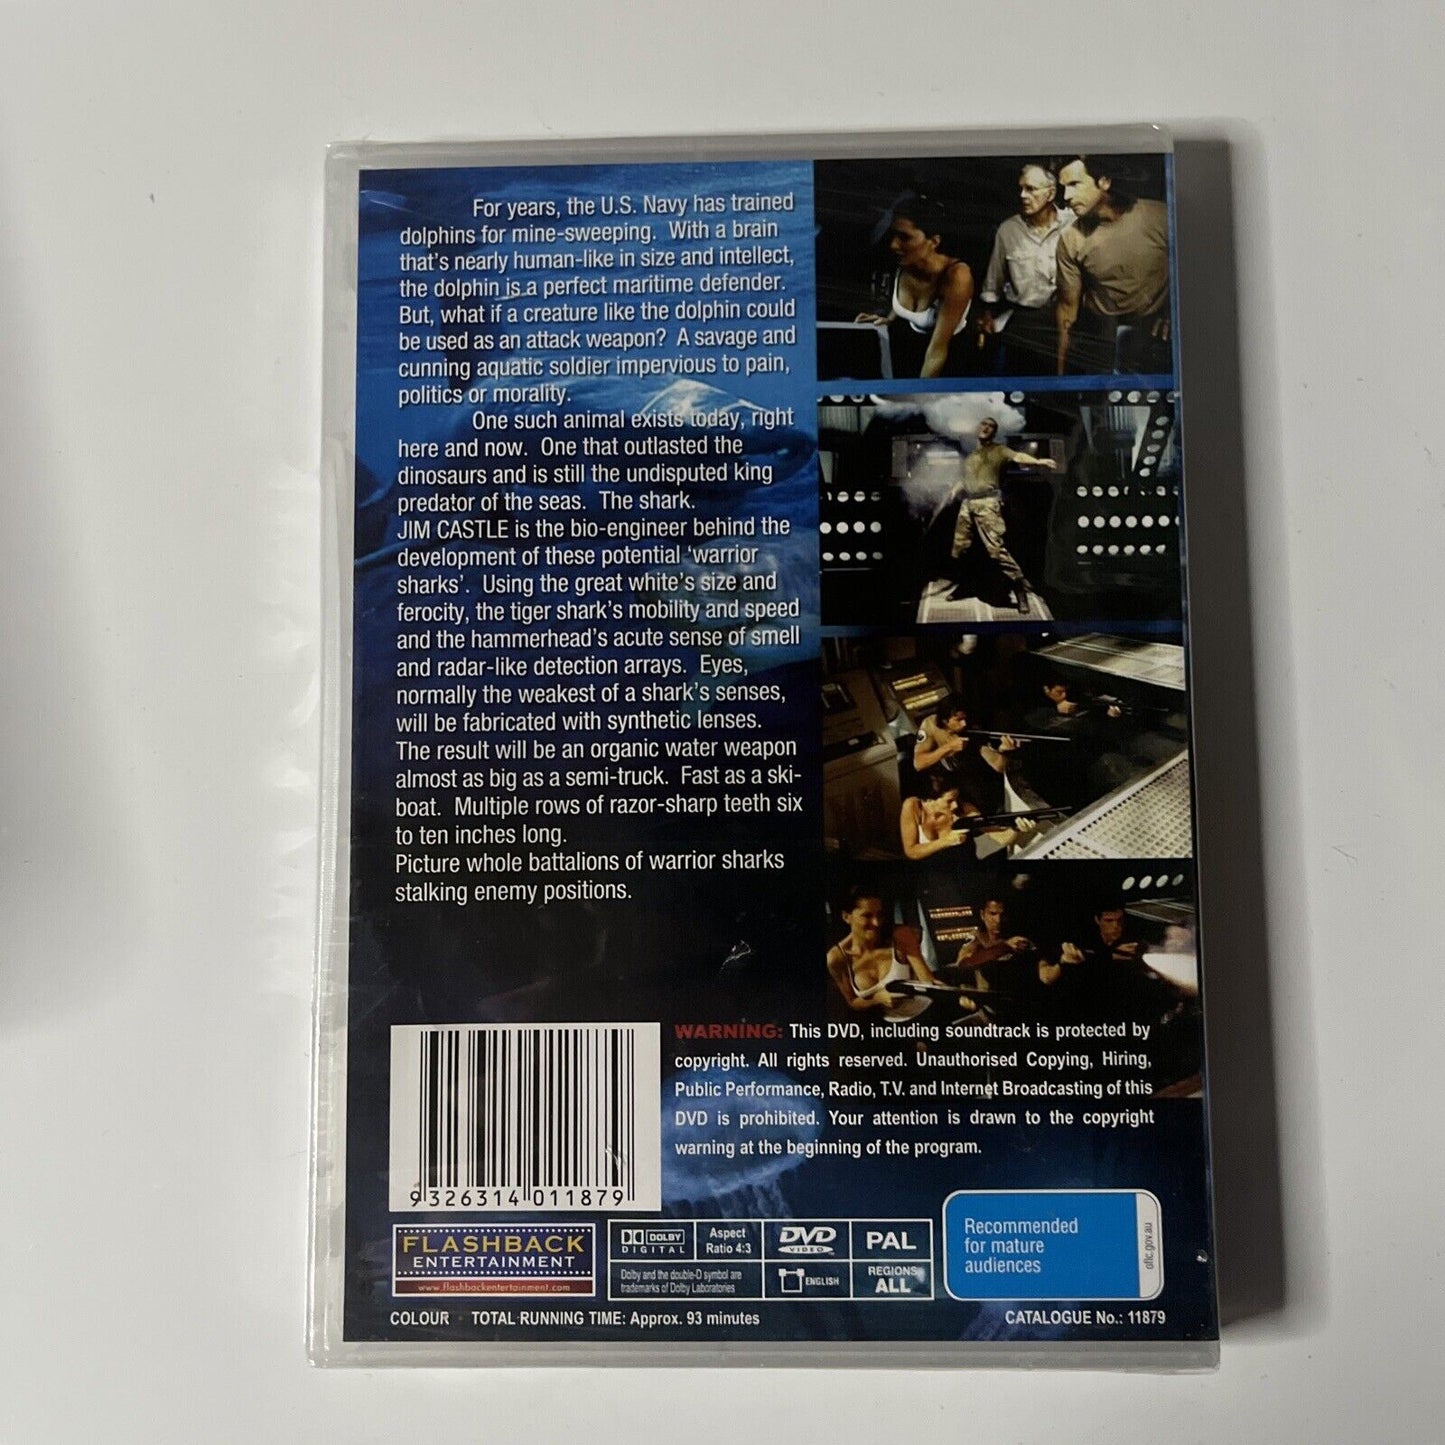 For years, the U.S. Navy has trained
dolphins for mine-sweeping. With a brain
that's nearly human-like in size and intellect,
the dolphin is a perfect maritime defender.
But, what if a creature like the dolphin could
be used as an attack weapon? A savage and
cunning aquatic soldier impervious to pain,
politics or morality.
One such animal exists today, right
here and now. One that outlasted the
dinosaurs and is still the undisputed king
predator of the seas. The shark.
JIM CASTLE is the bio-engineer behind the
development of these potential 'warrior
sharks'. Using the great white's size and
ferocity, the tiger shark's mobility and speed
and the hammerhead's acute sense of smell
and radar-like detection arrays. Eyes,
normally the weakest of a shark's senses,
will be fabricated with synthetic lenses.
The result will be an organic water weapon
almost as big as a semi-truck. Fast as a ski-
boat. Multiple rows of razor-sharp teeth six
to ten inches long.
Picture whole battalions of warrior sharks
stalking enemy positions.
WARNING: This DVD, including soundtrack is protected by
copyright. All rights reserved. Unauthorised Copying, Hiring,
Public Performance, Radio, T.V. and Internet Broadcasting of this
DVD is prohibited. Your attention is drawn to the copyright
warning at the beginning of the program.
9 326314 011879
FLASHBACK
ENTERTAINMENT
www.flashbackentertainment.com
DOLBY
DIGITAL
Aspect
Ratio 4:3
DVD
VIDEO
PAL
Dolby and the double-D symbol are
trademarks of Dolby Laboratories
ENGLISH
REGIONS
ALL
Recommended
for mature
audiences
oflc.gov.au
COLOUR · TOTAL RUNNING TIME: Approx. 93 minutes
CATALOGUE No.: 11879